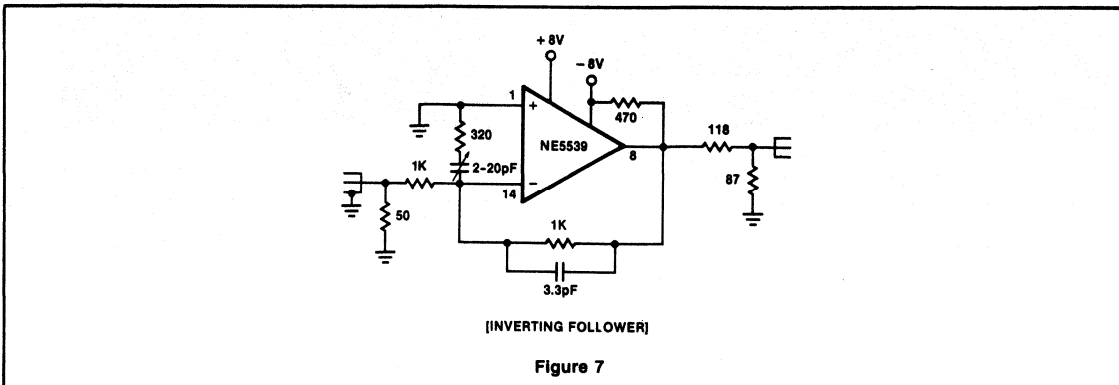 + 8V
- 8V
1
+
470
320
NE5539
118
8
1K
2-20pF
87
−
14
50
1K
3.3pF
[INVERTING FOLLOWER]
Figure 7